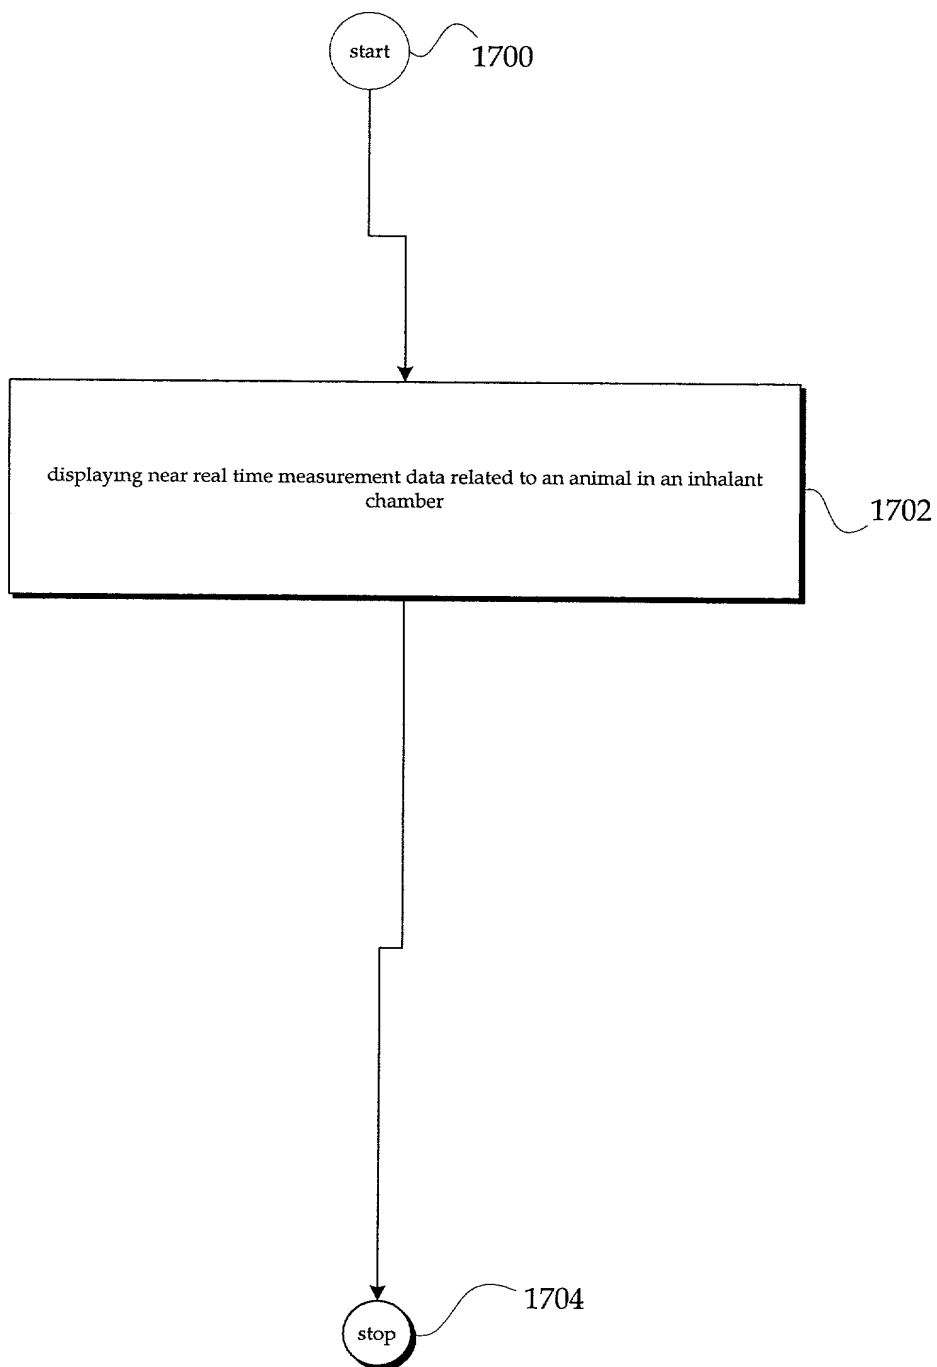 start
1700
displaying near real time measurement data related to an animal in an inhalant
chamber
1702
1704
stop